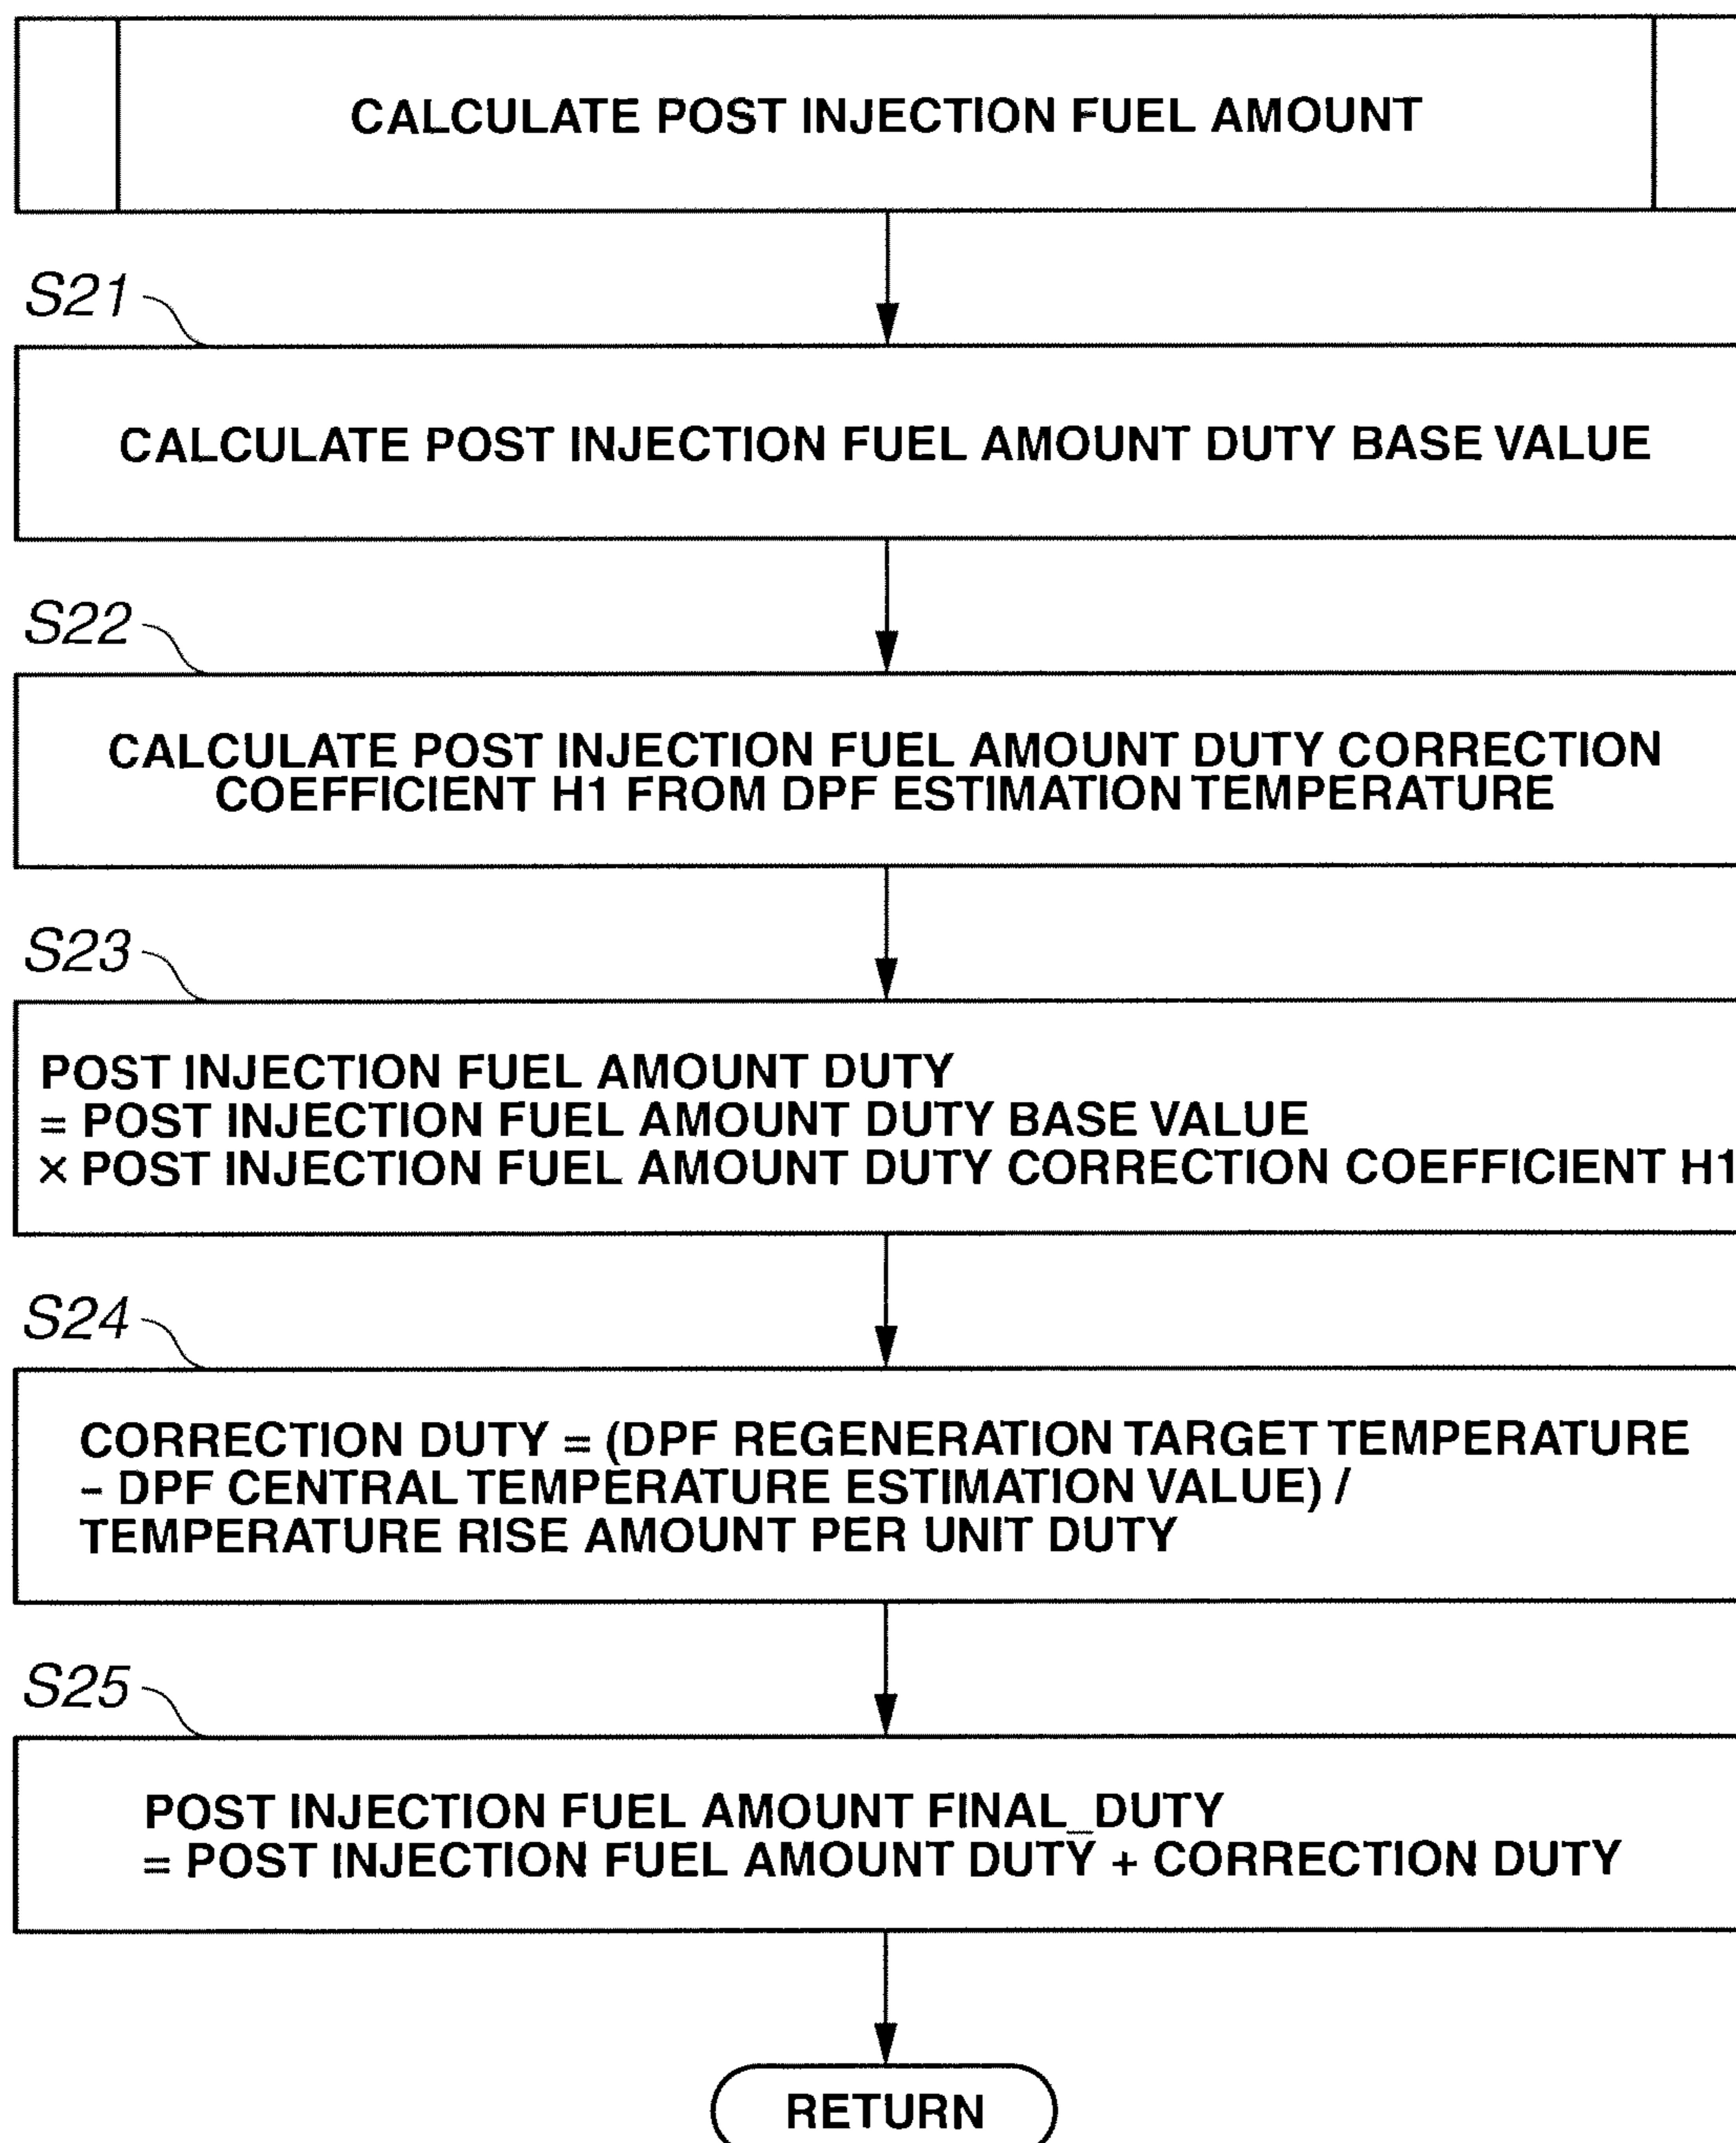 CALCULATE POST INJECTION FUEL AMOUNT
S21
CALCULATE POST INJECTION FUEL AMOUNT DUTY BASE VALUE
S22
CALCULATE POST INJECTION FUEL AMOUNT DUTY CORRECTION
COEFFICIENT H1 FROM DPF ESTIMATION TEMPERATURE
S23
POST INJECTION FUEL AMOUNT DUTY
= POST INJECTION FUEL AMOUNT DUTY BASE VALUE
× POST INJECTION FUEL AMOUNT DUTY CORRECTION COEFFICIENT H1
S24
CORRECTION DUTY = (DPF REGENERATION TARGET TEMPERATURE
– DPF CENTRAL TEMPERATURE ESTIMATION VALUE) /
TEMPERATURE RISE AMOUNT PER UNIT DUTY
S25
POST INJECTION FUEL AMOUNT FINAL_DUTY
= POST INJECTION FUEL AMOUNT DUTY + CORRECTION DUTY
RETURN